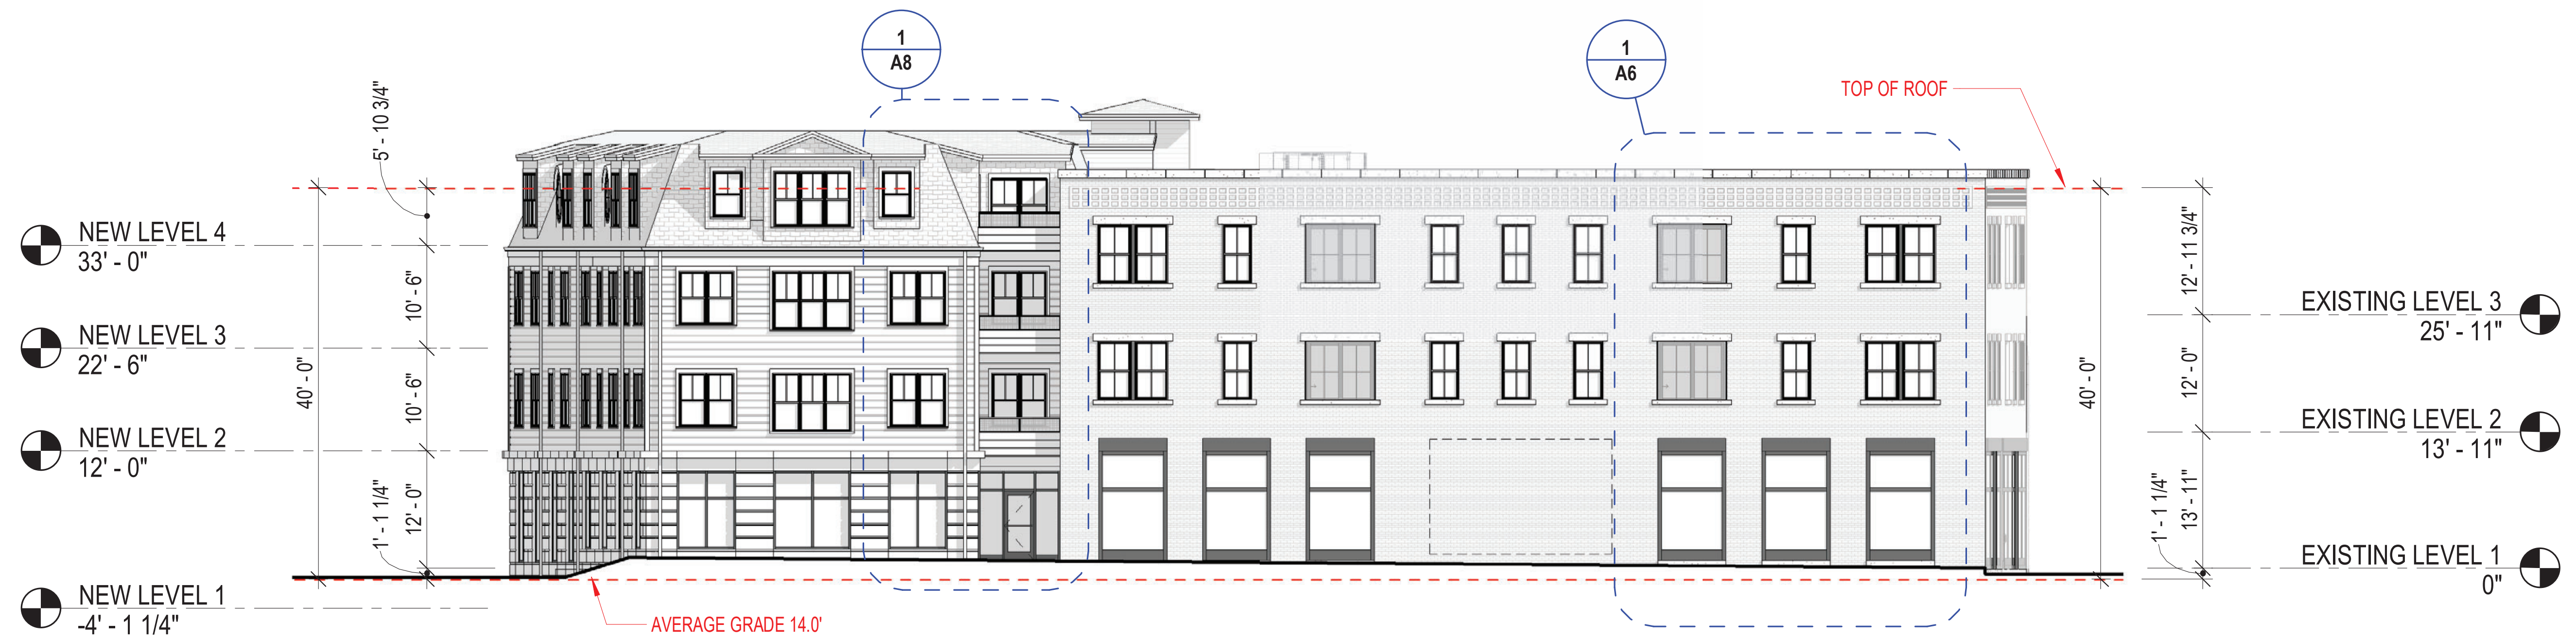 1
A8
1
A6
TOP OF ROOF
5' - 10 3/4"
NEW LEVEL 4
33' - 0"
10' - 6"
NEW LEVEL 3
22' - 6"
40' - 0"
10' - 6"
NEW LEVEL 2
12' - 0"
1' - 1 1/4"
12' - 0"
NEW LEVEL 1
-4' - 1 1/4"
AVERAGE GRADE 14.0'
12' - 11 3/4"
EXISTING LEVEL 3
25' - 11"
40' - 0"
12' - 0"
EXISTING LEVEL 2
13' - 11"
1' - 1 1/4"
13' - 11"
EXISTING LEVEL 1
0"